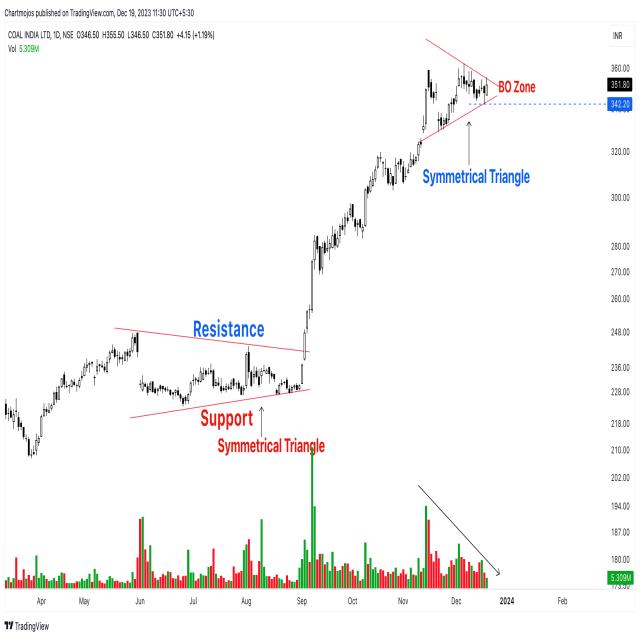 Chartmojos published on TradingView.com, Dec 19, 2023 11:30 UTC+5:30
COAL INDIA LTD, 1D, NSE O346.50 H355.50 L346.50 C351.80 +4.15 (+1.19%)
INR
Vol 5.309M
360.00
351.80
BO Zone
342.20
320.00
Symmetrical Triangle
300.00
280.00
270.00
260.00
248.00
Resistance
236.00
228.00
Support
218.00
Symmetrical Triangle
210.00
202.00
194.00
187.00
180.00
5.309M
173.50
Apr May Jun Jul Aug Sep Oct Nov Dec 2024 Feb
TradingView